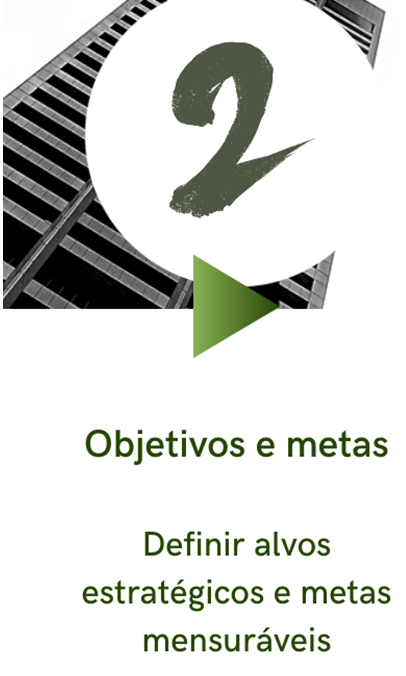 2
Objetivos e metas
Definir alvos
estratégicos e metas
mensuráveis